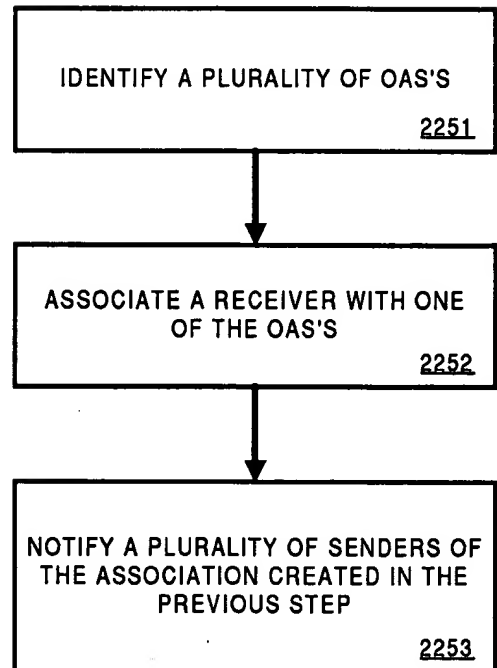 IDENTIFY A PLURALITY OF OAS'S
2251
ASSOCIATE A RECEIVER WITH ONE
OF THE OAS'S
2252
NOTIFY A PLURALITY OF SENDERS OF
THE ASSOCIATION CREATED IN THE
PREVIOUS STEP
2253